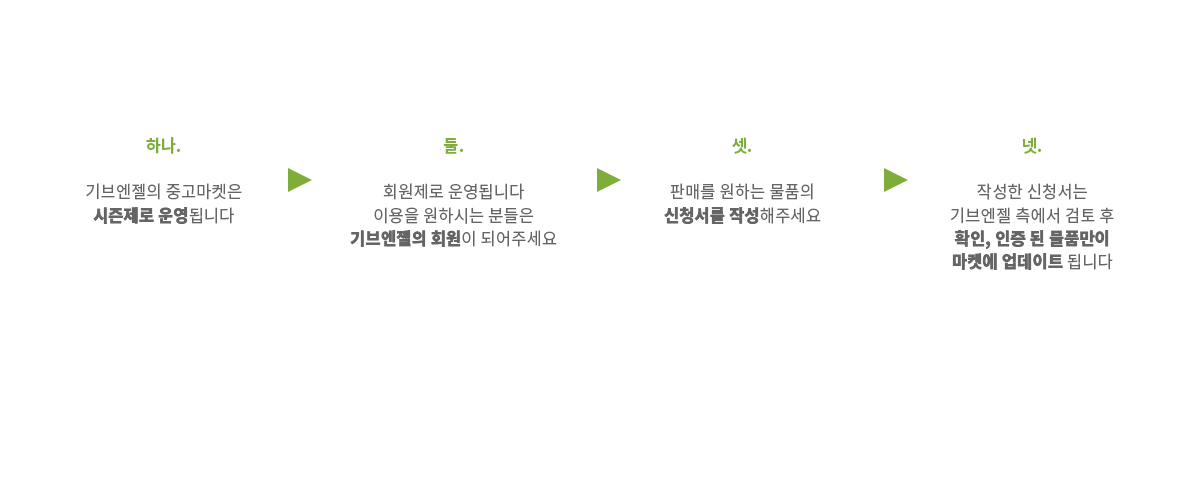 하나.
기브엔젤의 중고마켓은
시즌제로 운영됩니다
둘.
회원제로 운영됩니다
이용을 원하시는 분들은
기브엔젤의 회원이 되어주세요
셋.
판매를 원하는 물품의
신청서를 작성해주세요
넷.
작성한 신청서는
기브엔젤 측에서 검토 후
확인, 인증 된 물품만이
마켓에 업데이트 됩니다